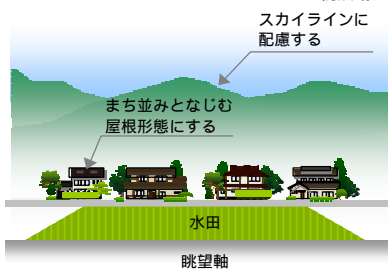 スカイラインに
配慮する
まち並みとなじむ
屋根形態にする
水田
眺望軸